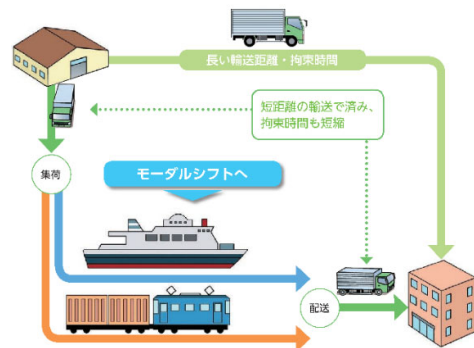 長い輸送距離・拘束時間
短距離の輸送で済み、
拘束時間も短縮
集荷
モーダルシフトへ
配送